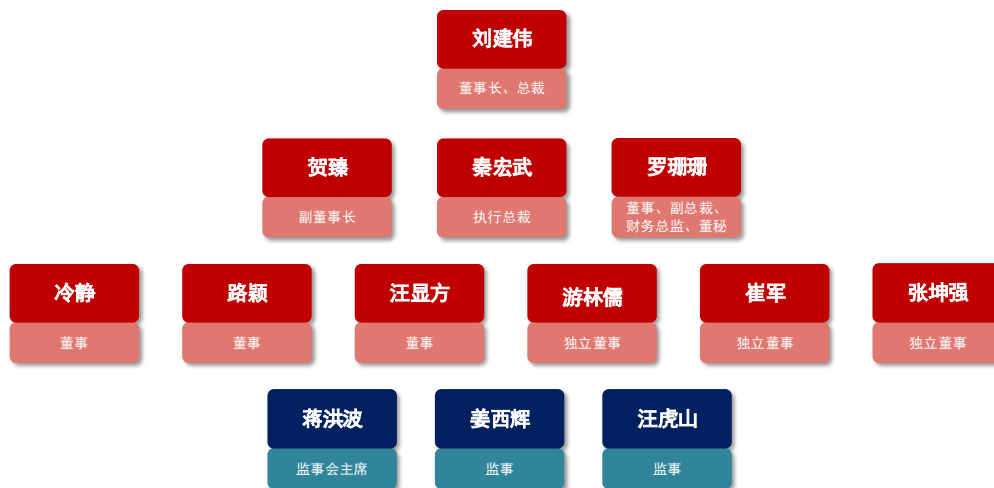 刘建伟
董事长、总裁
贺臻
副董事长
秦宏武
执行总裁
罗珊珊
董事、副总裁、
财务总监、董秘
冷静
董事
路颖
董事
汪显方
董事
游林儒
独立董事
崔军
独立董事
张坤强
独立董事
蒋洪波
监事会主席
姜西辉
监事
汪虎山
监事